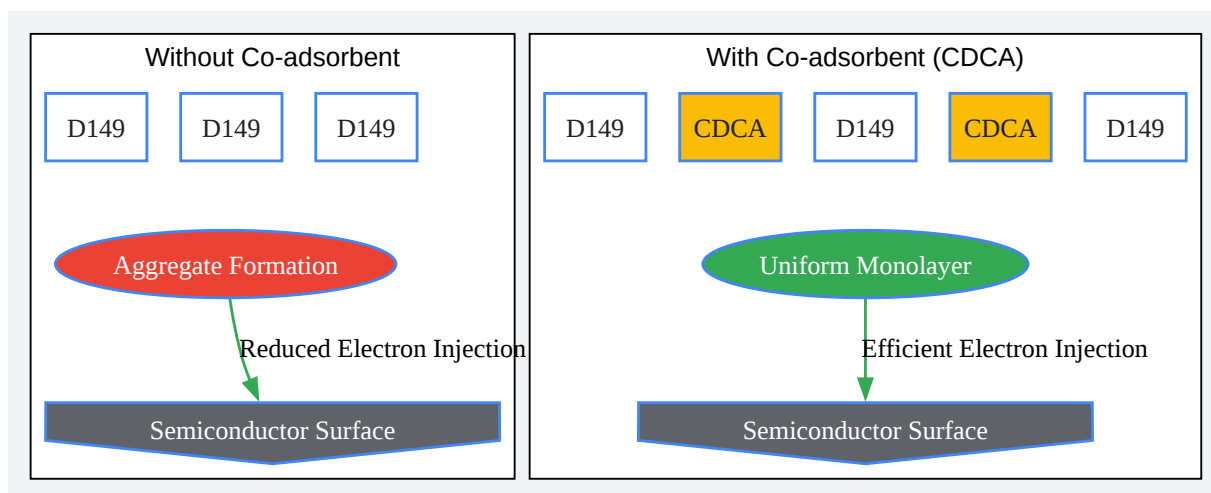 Without Co-adsorbent
D149
D149
D149
Aggregate Formation
Reduced Electron Injection
Semiconductor Surface
With Co-adsorbent (CDCA)
D149
CDCA
D149
CDCA
D149
Uniform Monolayer
Efficient Electron Injection
Semiconductor Surface